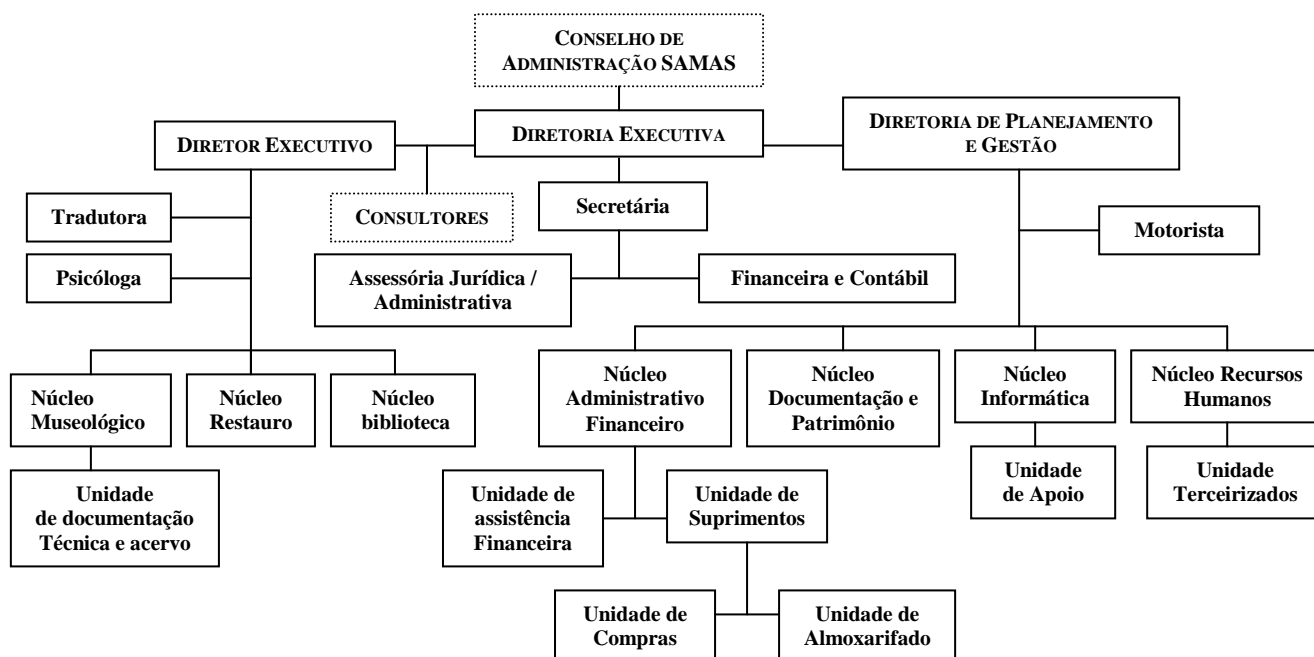 CONSELHO DE
ADMINISTRAÇÃO SAMAS
DIRETOR EXECUTIVO
DIRETORIA EXECUTIVA
DIRETORIA DE PLANEJAMENTO
E GESTÃO
Tradutora
CONSULTORES
Secretária
Motorista
Psicóloga
Assessória Jurídica /
Administrativa
Financeira e Contábil
Núcleo
Museológico
Núcleo
Restauro
Núcleo
biblioteca
Núcleo
Administrativo
Financeiro
Núcleo
Documentação e
Patrimônio
Núcleo
Informática
Núcleo Recursos
Humanos
Unidade
de documentação
Técnica e acervo
Unidade de
assistência
Financeira
Unidade de
Suprimentos
Unidade
de Apoio
Unidade
Terceirizados
Unidade de
Compras
Unidade de
Almoxarifado